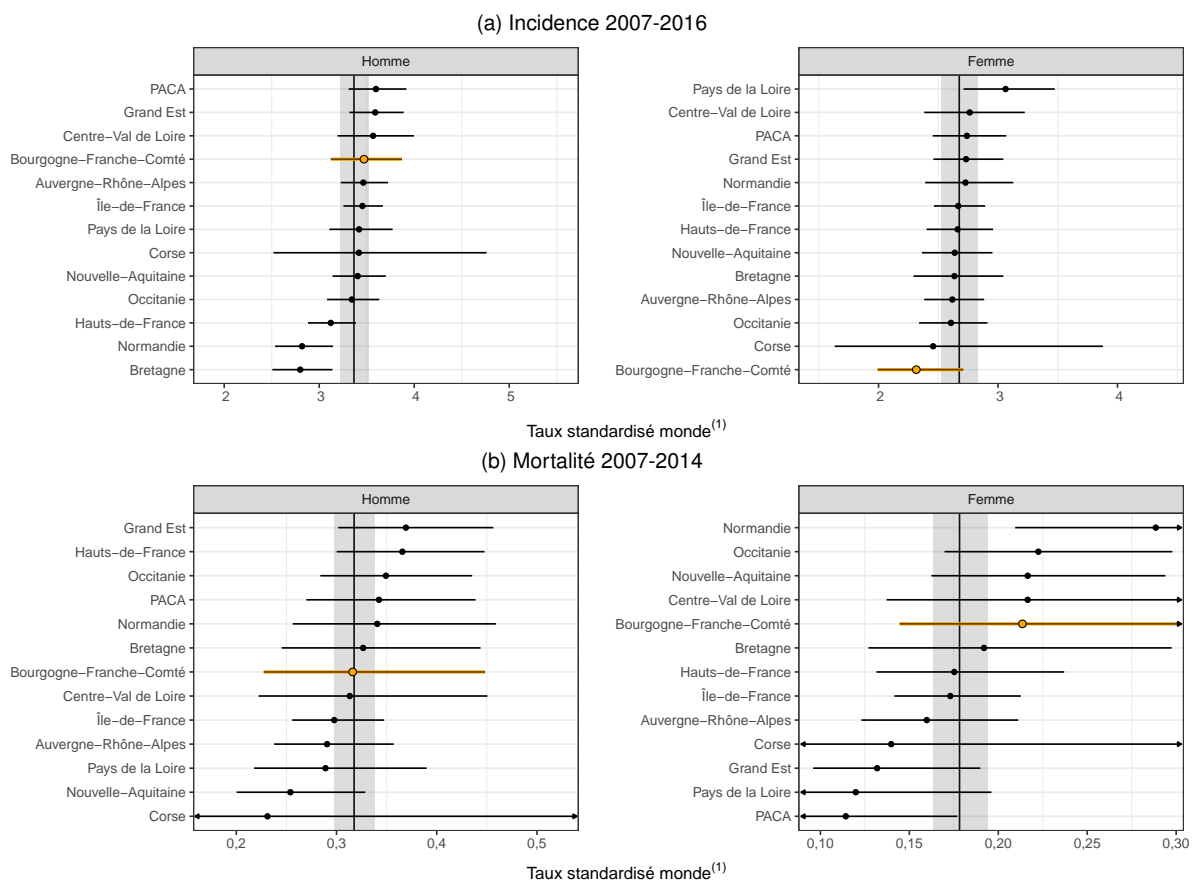 (a) Incidence 2007-2016
Homme
PACA
Grand Est
Centre−Val de Loire
Bourgogne−Franche−Comté
Auvergne−Rhône−Alpes
Île−de−France
Pays de la Loire
Corse
Nouvelle−Aquitaine
Occitanie
Hauts−de−France
Normandie
Bretagne
2 3 4 5
Femme
Pays de la Loire
Centre−Val de Loire
PACA
Grand Est
Normandie
Île−de−France
Hauts−de−France
Nouvelle−Aquitaine
Bretagne
Auvergne−Rhône−Alpes
Occitanie
Corse
Bourgogne−Franche−Comté
2 3 4
Taux standardisé monde(1)
(b) Mortalité 2007-2014
Homme
Grand Est
Hauts−de−France
Occitanie
PACA
Normandie
Bretagne
Bourgogne−Franche−Comté
Centre−Val de Loire
Île−de−France
Auvergne−Rhône−Alpes
Pays de la Loire
Nouvelle−Aquitaine
Corse
0,2 0,3 0,4 0,5
Femme
Normandie
Occitanie
Nouvelle−Aquitaine
Centre−Val de Loire
Bourgogne−Franche−Comté
Bretagne
Hauts−de−France
Île−de−France
Auvergne−Rhône−Alpes
Corse
Grand Est
Pays de la Loire
PACA
0,10 0,15 0,20 0,25 0,30
Taux standardisé monde(1)